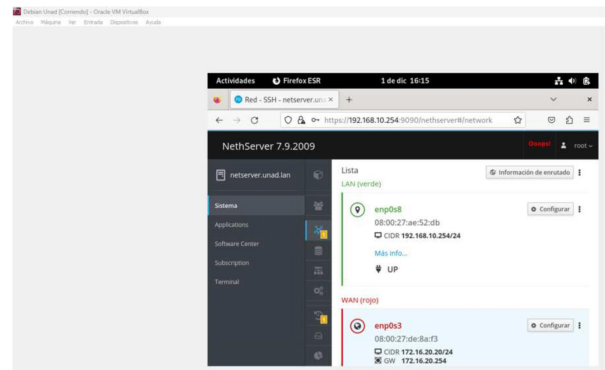 Debian Unad [Corriendo] - Oracle VM VirtualBox
Archivo Máquina Ver Entrada Dispositivos Ayuda
Actividades Firefox ESR 1 de dic 16:15
Red - SSH - netserver.una
https://192.168.10.254:9090/nethserver#/network
NethServer 7.9.2009
root
netserver.unad.lan
Lista
Información de enrutado
LAN (verde)
Sistema
enp0s8
Configurar
08:00:27:ae:52:db
Applications
CIDR 192.168.10.254/24
Software Center
Más info...
Subscription
UP
Terminal
WAN (rojo)
enp0s3
Configurar
08:00:27:de:8a:f3
CIDR 172.16.20.20/24
GW 172.16.20.254